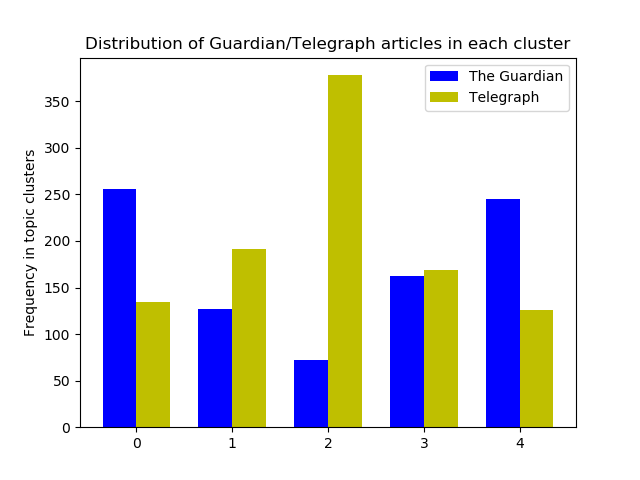 Distribution of Guardian/Telegraph articles in each cluster
The Guardian
Telegraph
Frequency in topic clusters
350
300
250
200
150
100
50
0
0 1 2 3 4